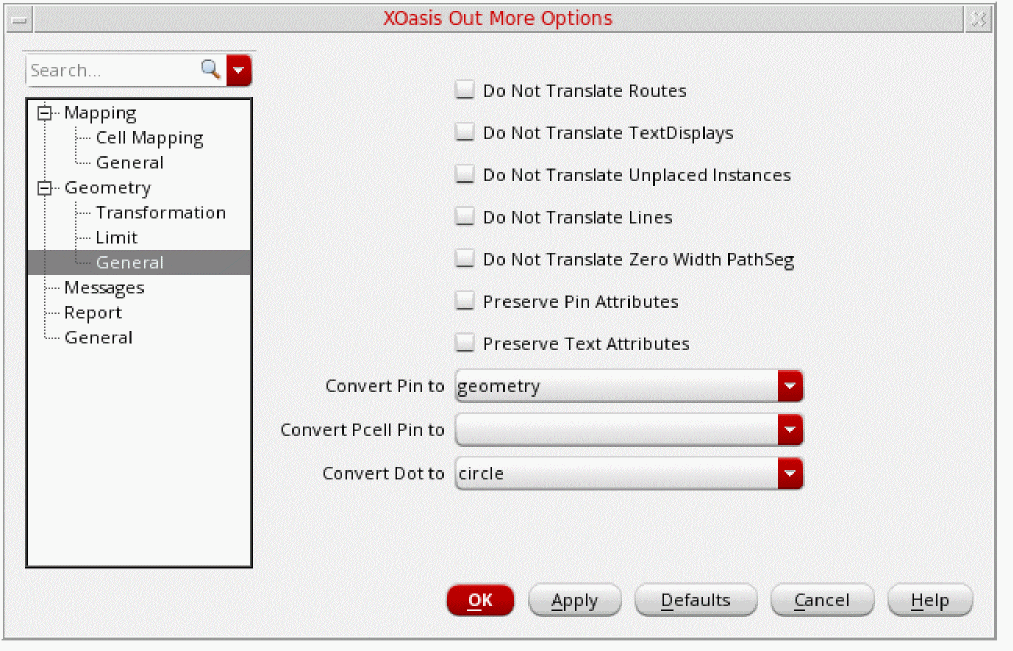 XOasis Out More Options
Search...
Mapping
Cell Mapping
General
Geometry
Transformation
Limit
General
Messages
Report
General
Do Not Translate Routes
Do Not Translate TextDisplays
Do Not Translate Unplaced Instances
Do Not Translate Lines
Do Not Translate Zero Width PathSeg
Preserve Pin Attributes
Preserve Text Attributes
Convert Pin to geometry
Convert Pcell Pin to
Convert Dot to circle
OK Apply Defaults Cancel Help